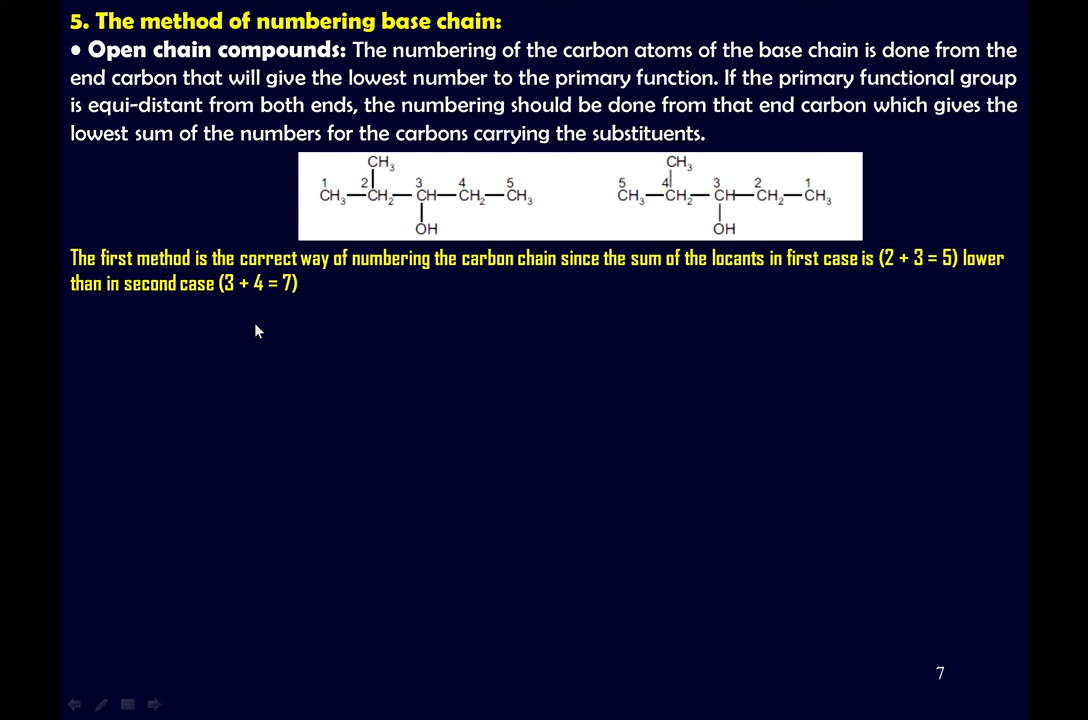 5. The method of numbering base chain:
• Open chain compounds: The numbering of the carbon atoms of the base chain is done from the
end carbon that will give the lowest number to the primary function. If the primary functional group
is equi-distant from both ends, the numbering should be done from that end carbon which gives the
lowest sum of the numbers for the carbons carrying the substituents.
CH₃ CH₃
1 2 3 4 5 5 4 3 2 1
CH₃—CH₂—CH—CH₂—CH₃ CH₃—CH₂—CH—CH₂—CH₃
OH OH
The first method is the correct way of numbering the carbon chain since the sum of the locants in first case is (2 + 3 = 5) lower
than in second case (3 + 4 = 7)
7